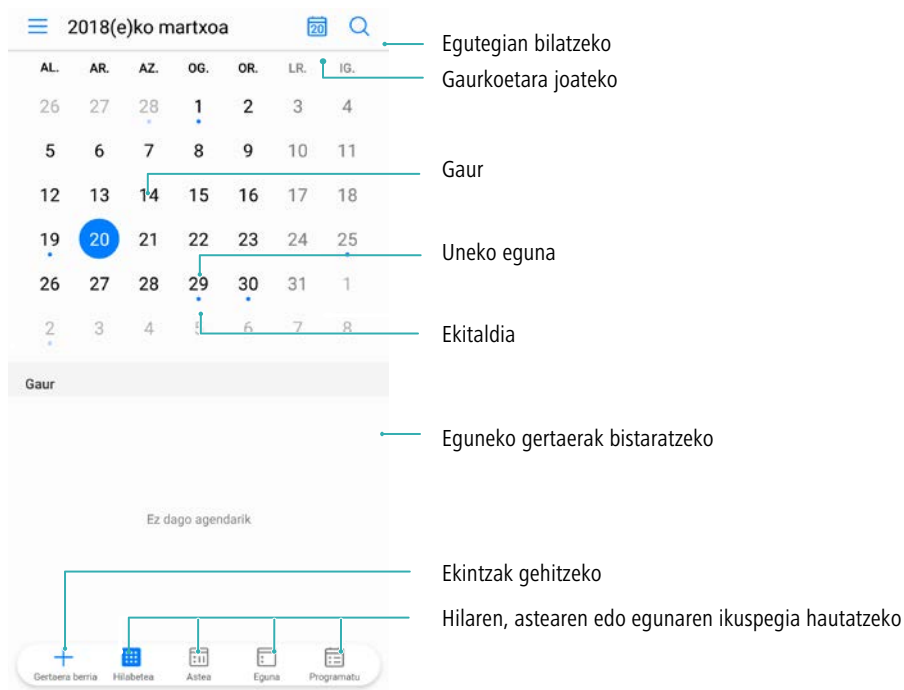 2018(e)ko martxoa 20
Egutegian bilatzeko
AL. AR. AZ. OG. OR. LR. IG.
Gaurkoetara joateko
26 27 28 1 2 3 4
5 6 7 8 9 10 11
Gaur
12 13 14 15 16 17 18
19 20 21 22 23 24 25
Uneko eguna
26 27 28 29 30 31 1
2 3 4 5 6 7 8
Ekitaldia
Gaur
Eguneko gertaerak bistaratzeko
Ez dago agendarik
Ekintzak gehitzeko
Hilaren, astearen edo egunaren ikuspegia hautatzeko
Gertaera berria Hilabetea Astea Eguna Programatu